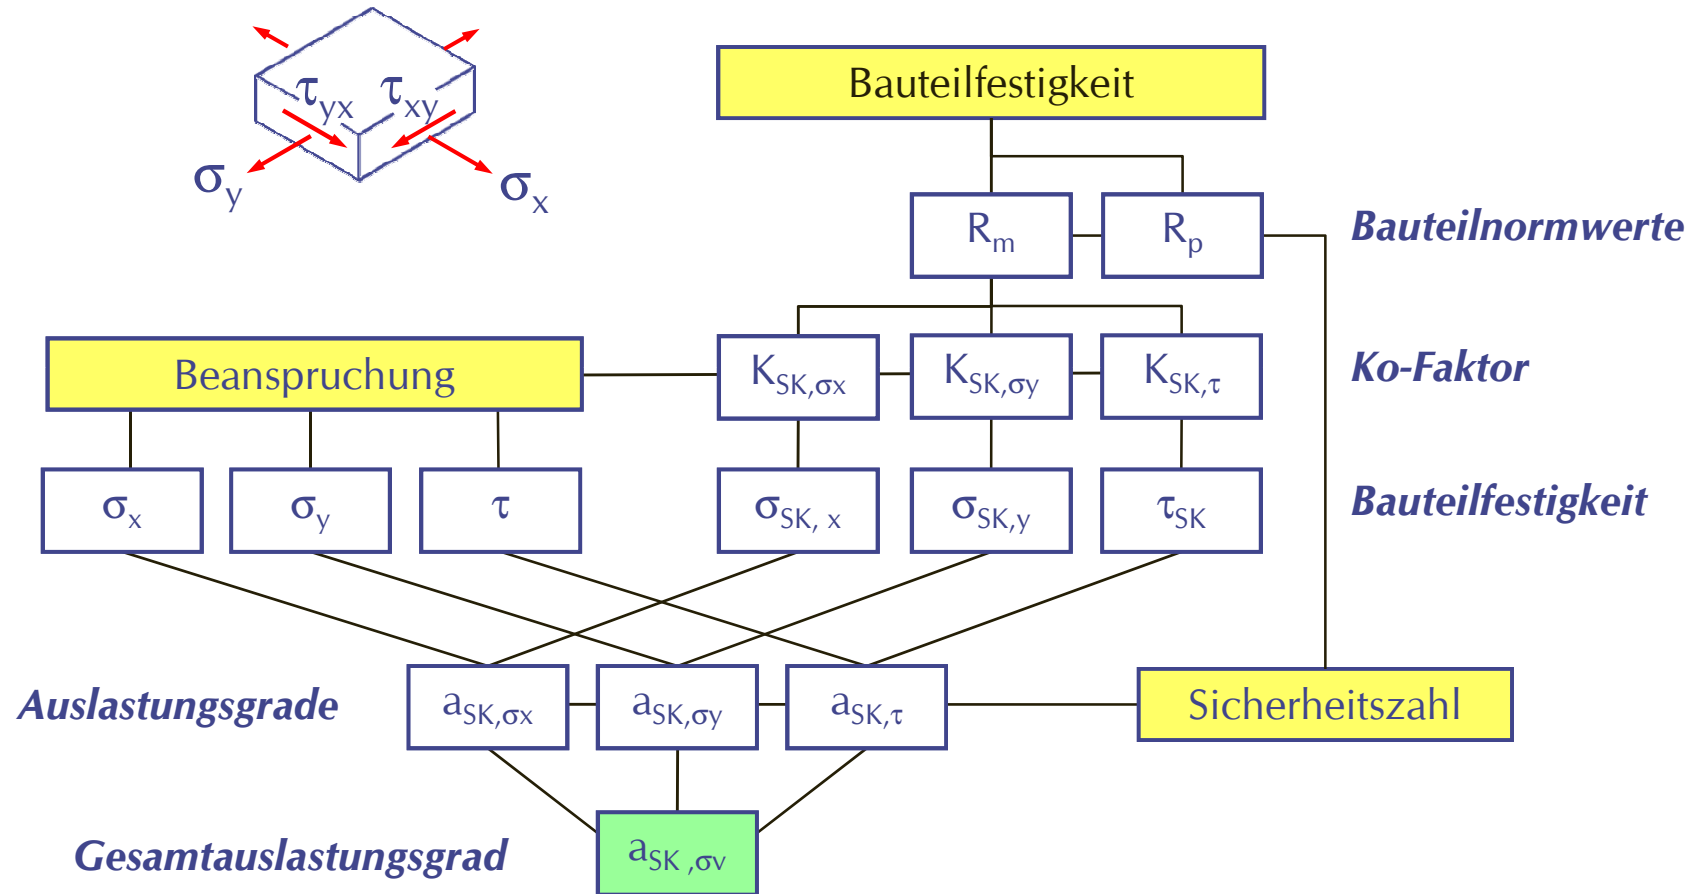 τyx τxy
σy σx
Bauteilfestigkeit
Rm Rp Bauteilnormwerte
Beanspruchung KSK,σx KSK,σy KSK,τ Ko-Faktor
σx σy τ σSK, x σSK,y τSK Bauteilfestigkeit
Auslastungsgrade aSK,σx aSK,σy aSK,τ Sicherheitszahl
Gesamtauslastungsgrad aSK ,σv